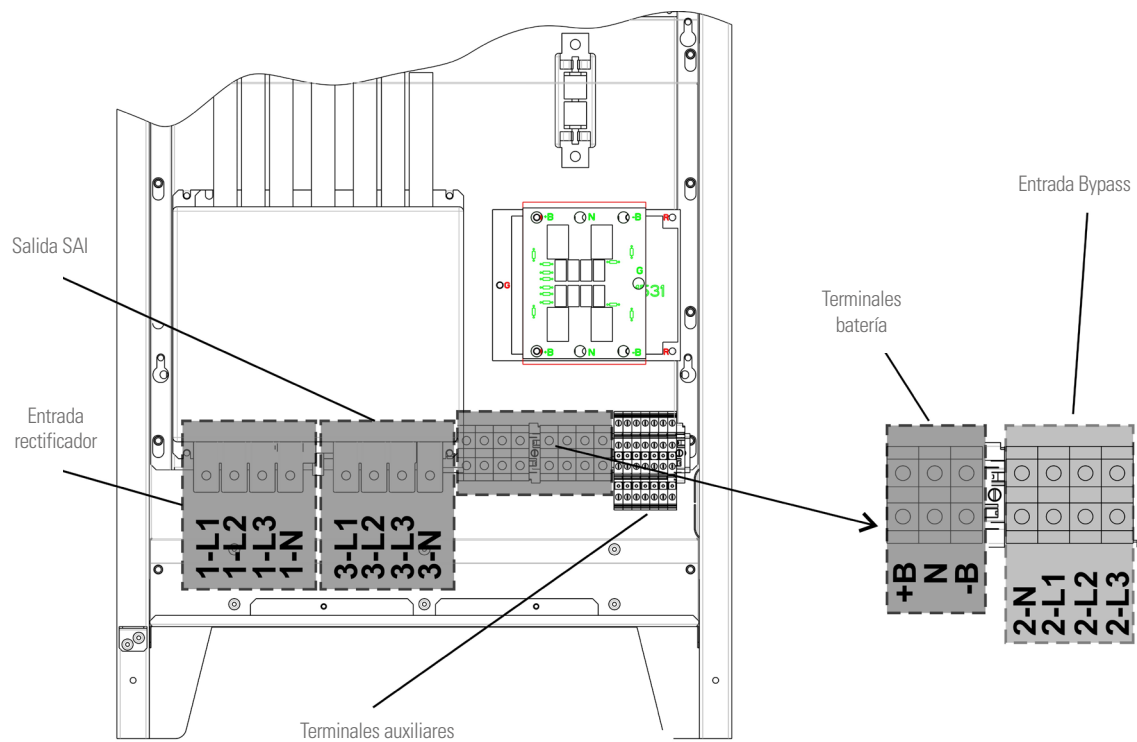 Salida SAI
Entrada
rectificador
Entrada Bypass
Terminales
batería
-B N -B R
G
G
S31
-B N -B R
1-L1
1-L2
1-L3
1-N
3-L1
3-L2
3-L3
3-N
+B
N
-B
2-N
2-L1
2-L2
2-L3
Terminales auxiliares